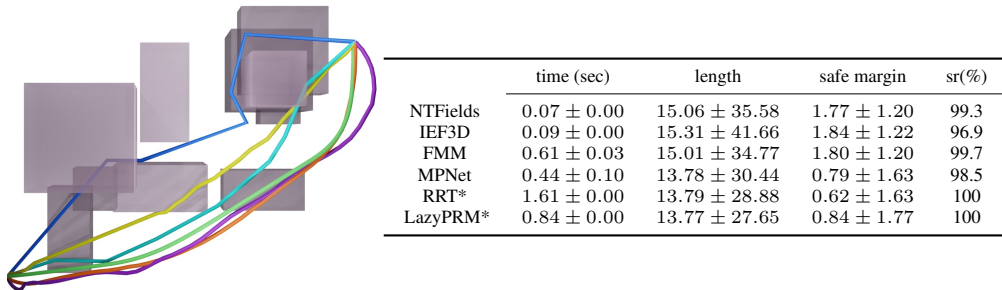 time (sec) length safe margin sr(%)
NTFields 0.07 ± 0.00 15.06 ± 35.58 1.77 ± 1.20 99.3
IEF3D 0.09 ± 0.00 15.31 ± 41.66 1.84 ± 1.22 96.9
FMM 0.61 ± 0.03 15.01 ± 34.77 1.80 ± 1.20 99.7
MPNet 0.44 ± 0.10 13.78 ± 30.44 0.79 ± 1.63 98.5
RRT* 1.61 ± 0.00 13.79 ± 28.88 0.62 ± 1.63 100
LazyPRM* 0.84 ± 0.00 13.77 ± 27.65 0.84 ± 1.77 100